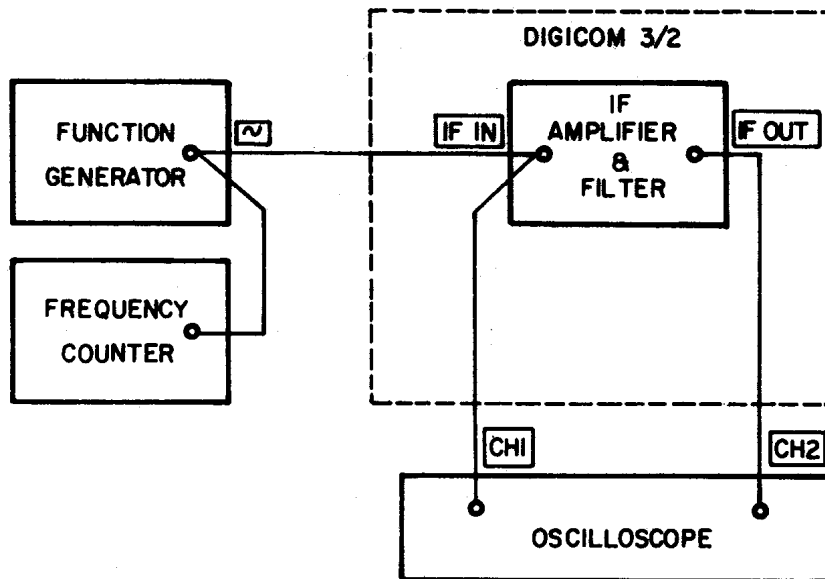 DIGICOM 3/2
FUNCTION
GENERATOR
~
IF IN
IF
AMPLIFIER
&
FILTER
IF OUT
FREQUENCY
COUNTER
CH1
CH2
OSCILLOSCOPE